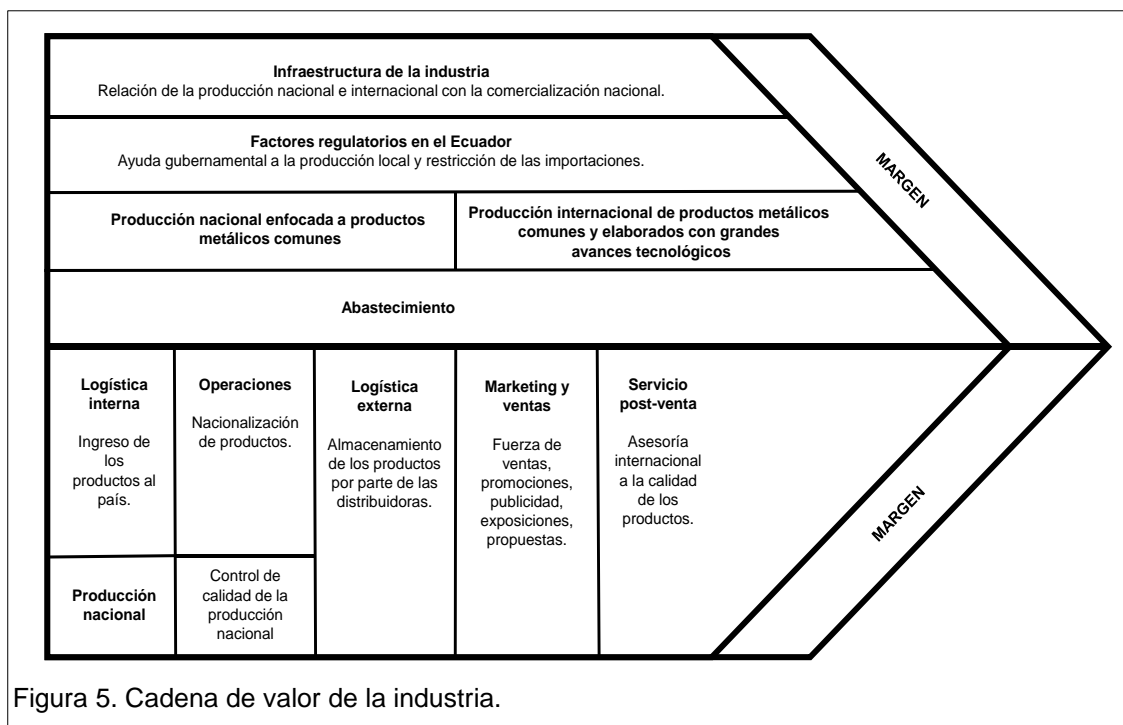 Infraestructura de la industria
Relación de la producción nacional e internacional con la comercialización nacional.
Factores regulatorios en el Ecuador
Ayuda gubernamental a la producción local y restricción de las importaciones.
Producción nacional enfocada a productos
metálicos comunes
Producción internacional de productos metálicos
comunes y elaborados con grandes
avances tecnológicos
Abastecimiento
MARGEN
Logística
interna
Ingreso de
los
productos al
país.
Producción
nacional
Operaciones
Nacionalización
de productos.
Control de
calidad de la
producción
nacional
Logística
externa
Almacenamiento
de los productos
por parte de las
distribuidoras.
Marketing y
ventas
Fuerza de
ventas,
promociones,
publicidad,
exposiciones,
propuestas.
Servicio
post-venta
Asesoría
internacional
a la calidad
de los
productos.
MARGEN
Figura 5. Cadena de valor de la industria.